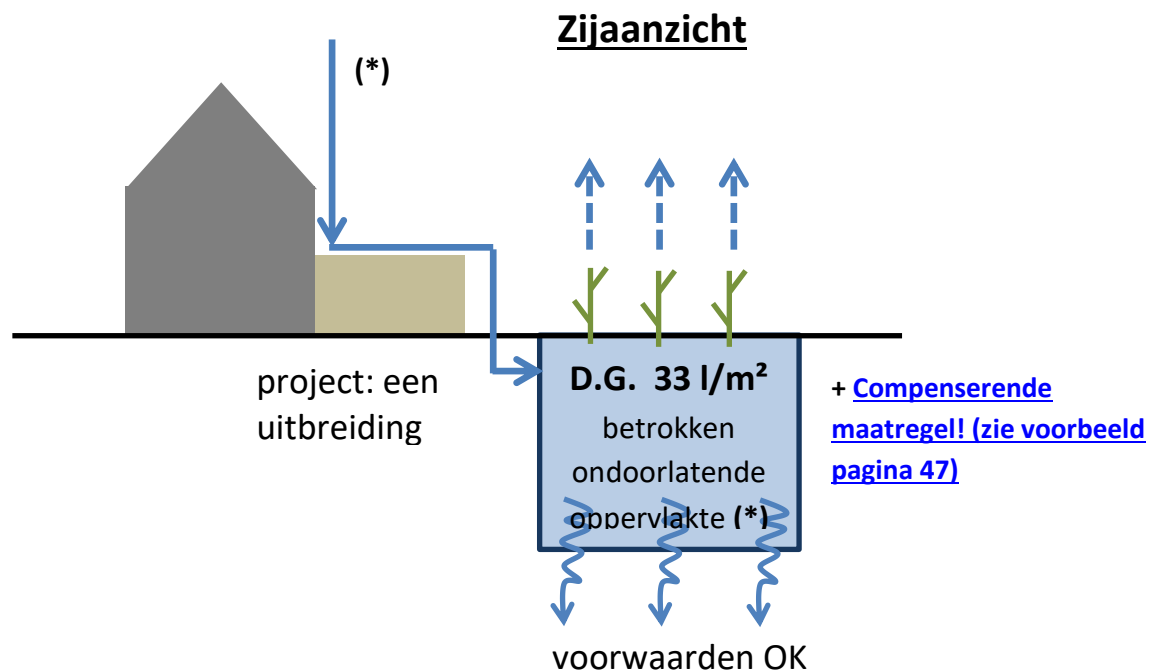 Zijaanzicht
(*)
D.G. 33 l/m²
betrokken
ondoorlatende
oppervlakte (*)
project: een
uitbreiding
+ Compenserende
maatregel! (zie voorbeeld
pagina 47)
voorwaarden OK